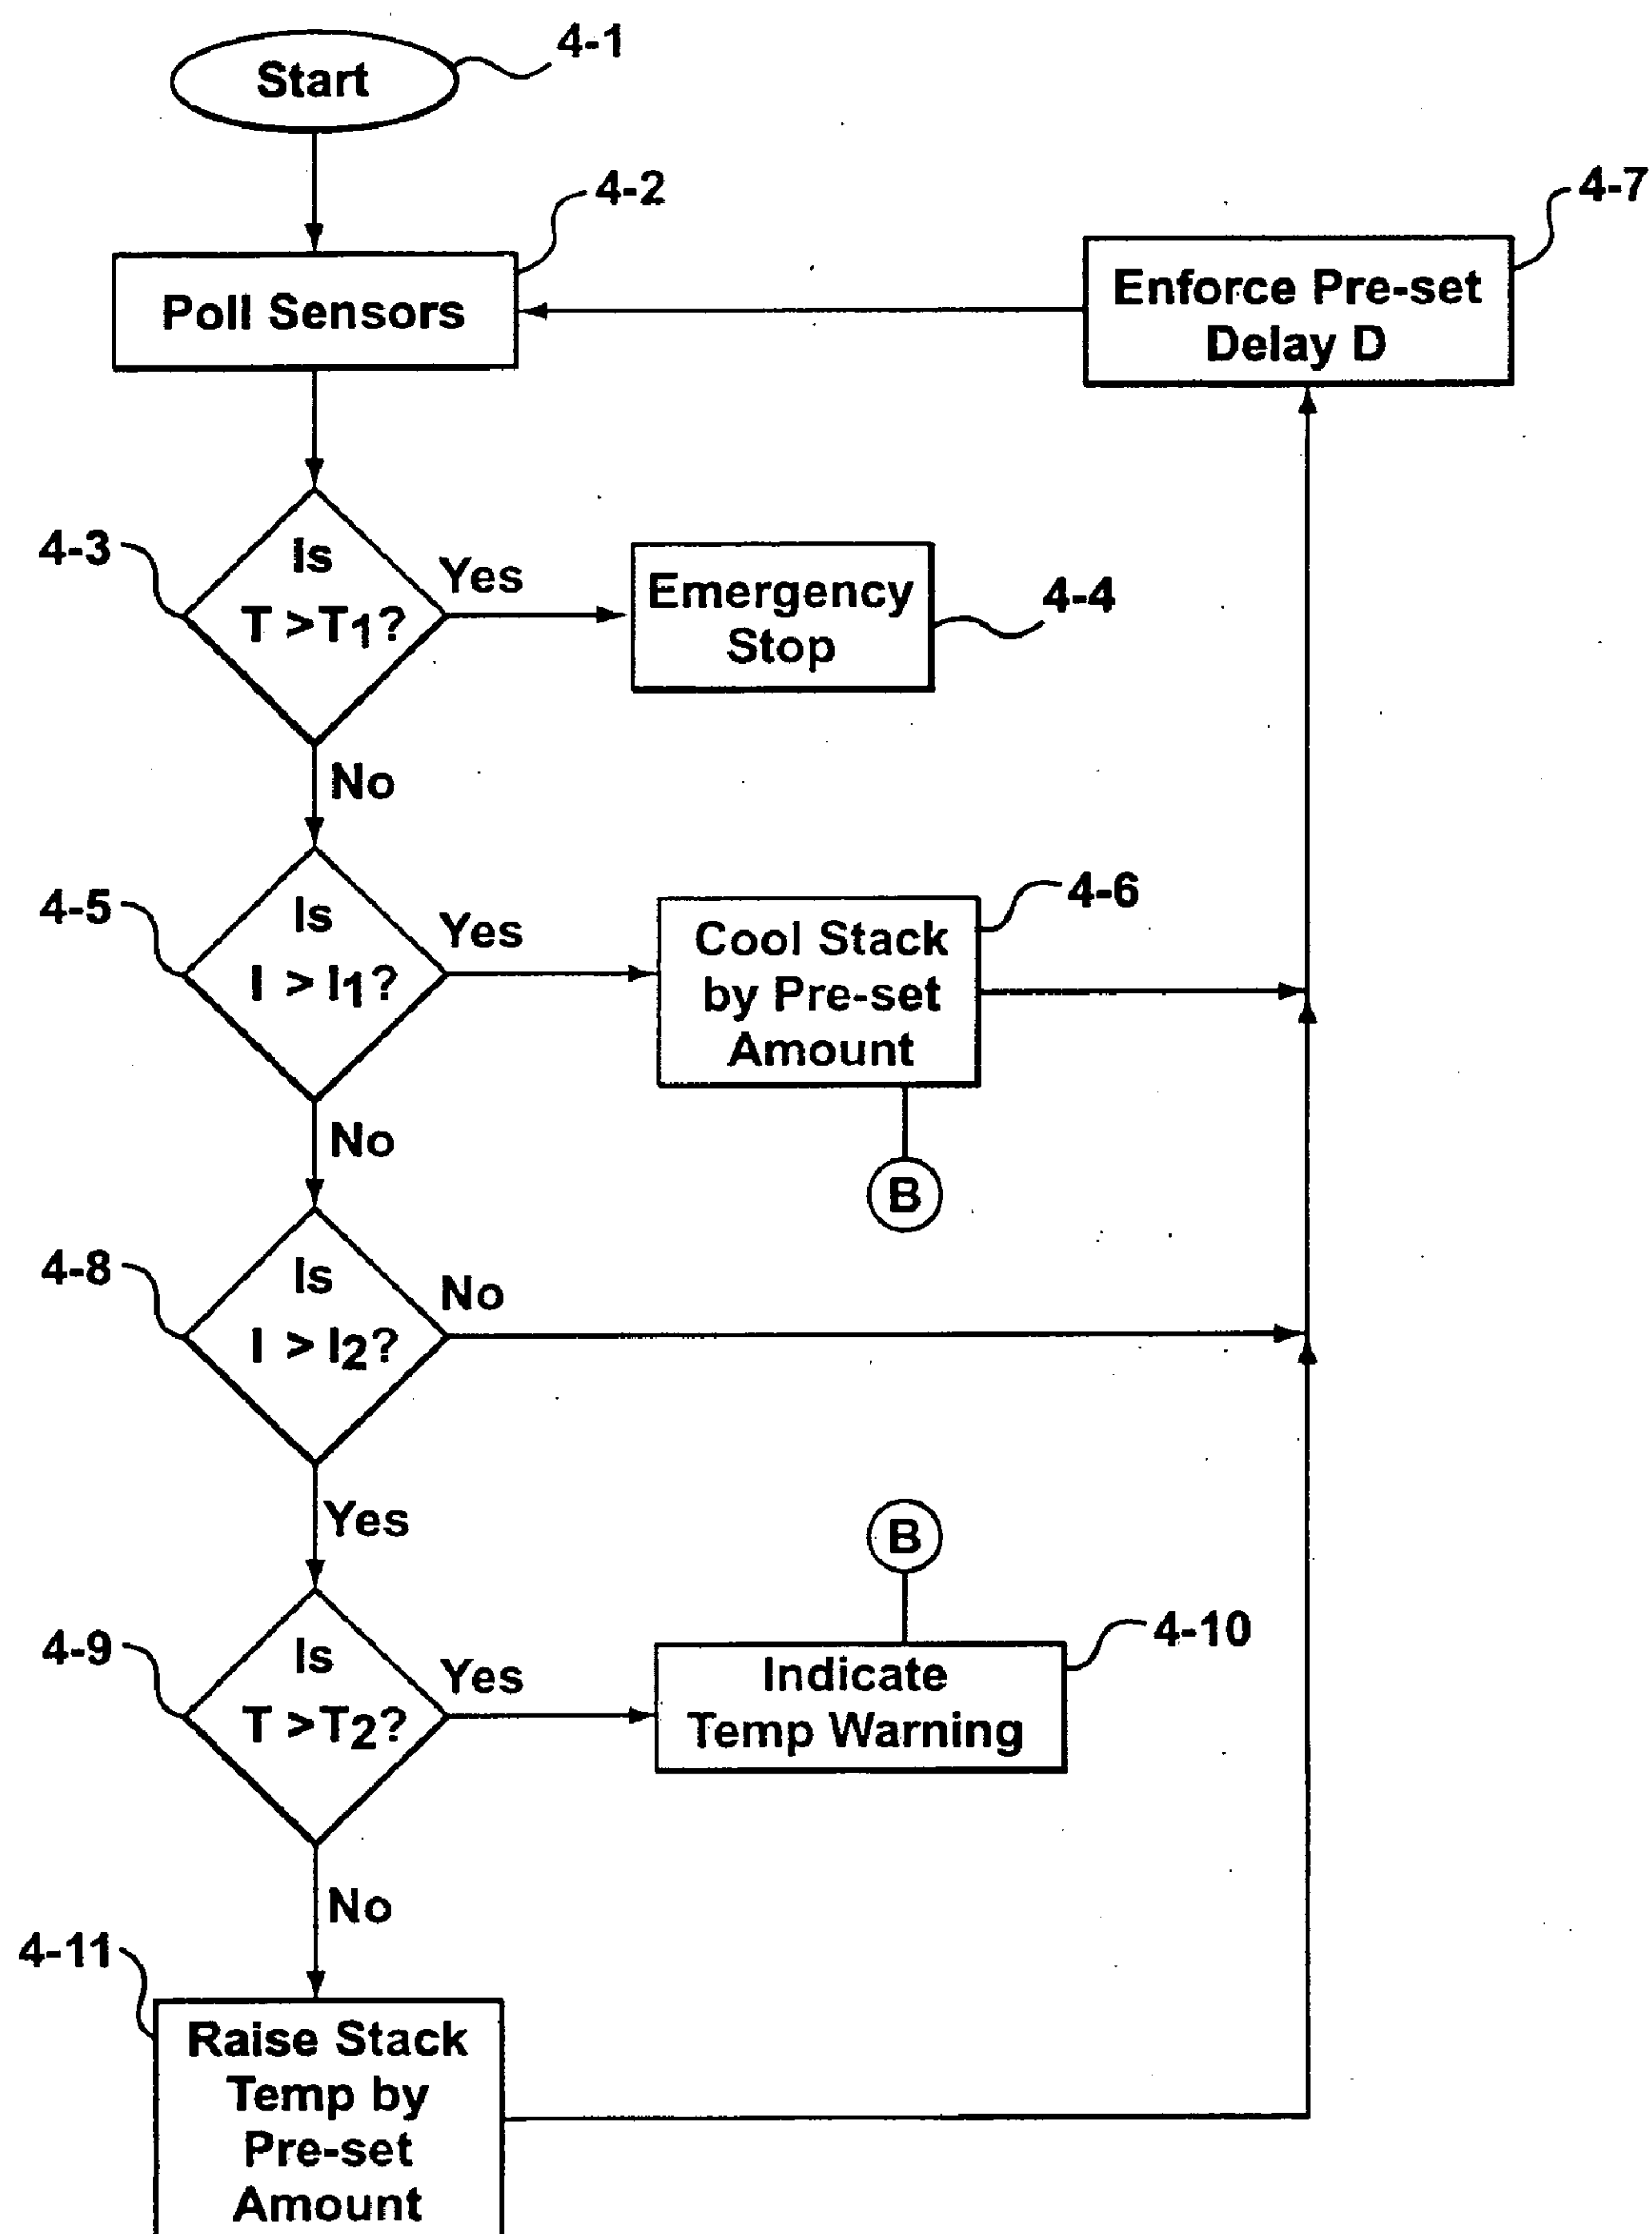 Start
4-1
4-2
Poll Sensors
4-7
Enforce Pre-set
Delay D
4-3
Is
T >T1?
Yes
Emergency
Stop
4-4
No
4-5
Is
I > I1?
Yes
Cool Stack
by Pre-set
Amount
4-6
B
No
4-8
Is
I > I2?
No
Yes
4-9
Is
T >T2?
Yes
B
Indicate
Temp Warning
4-10
No
4-11
Raise Stack
Temp by
Pre-set
Amount